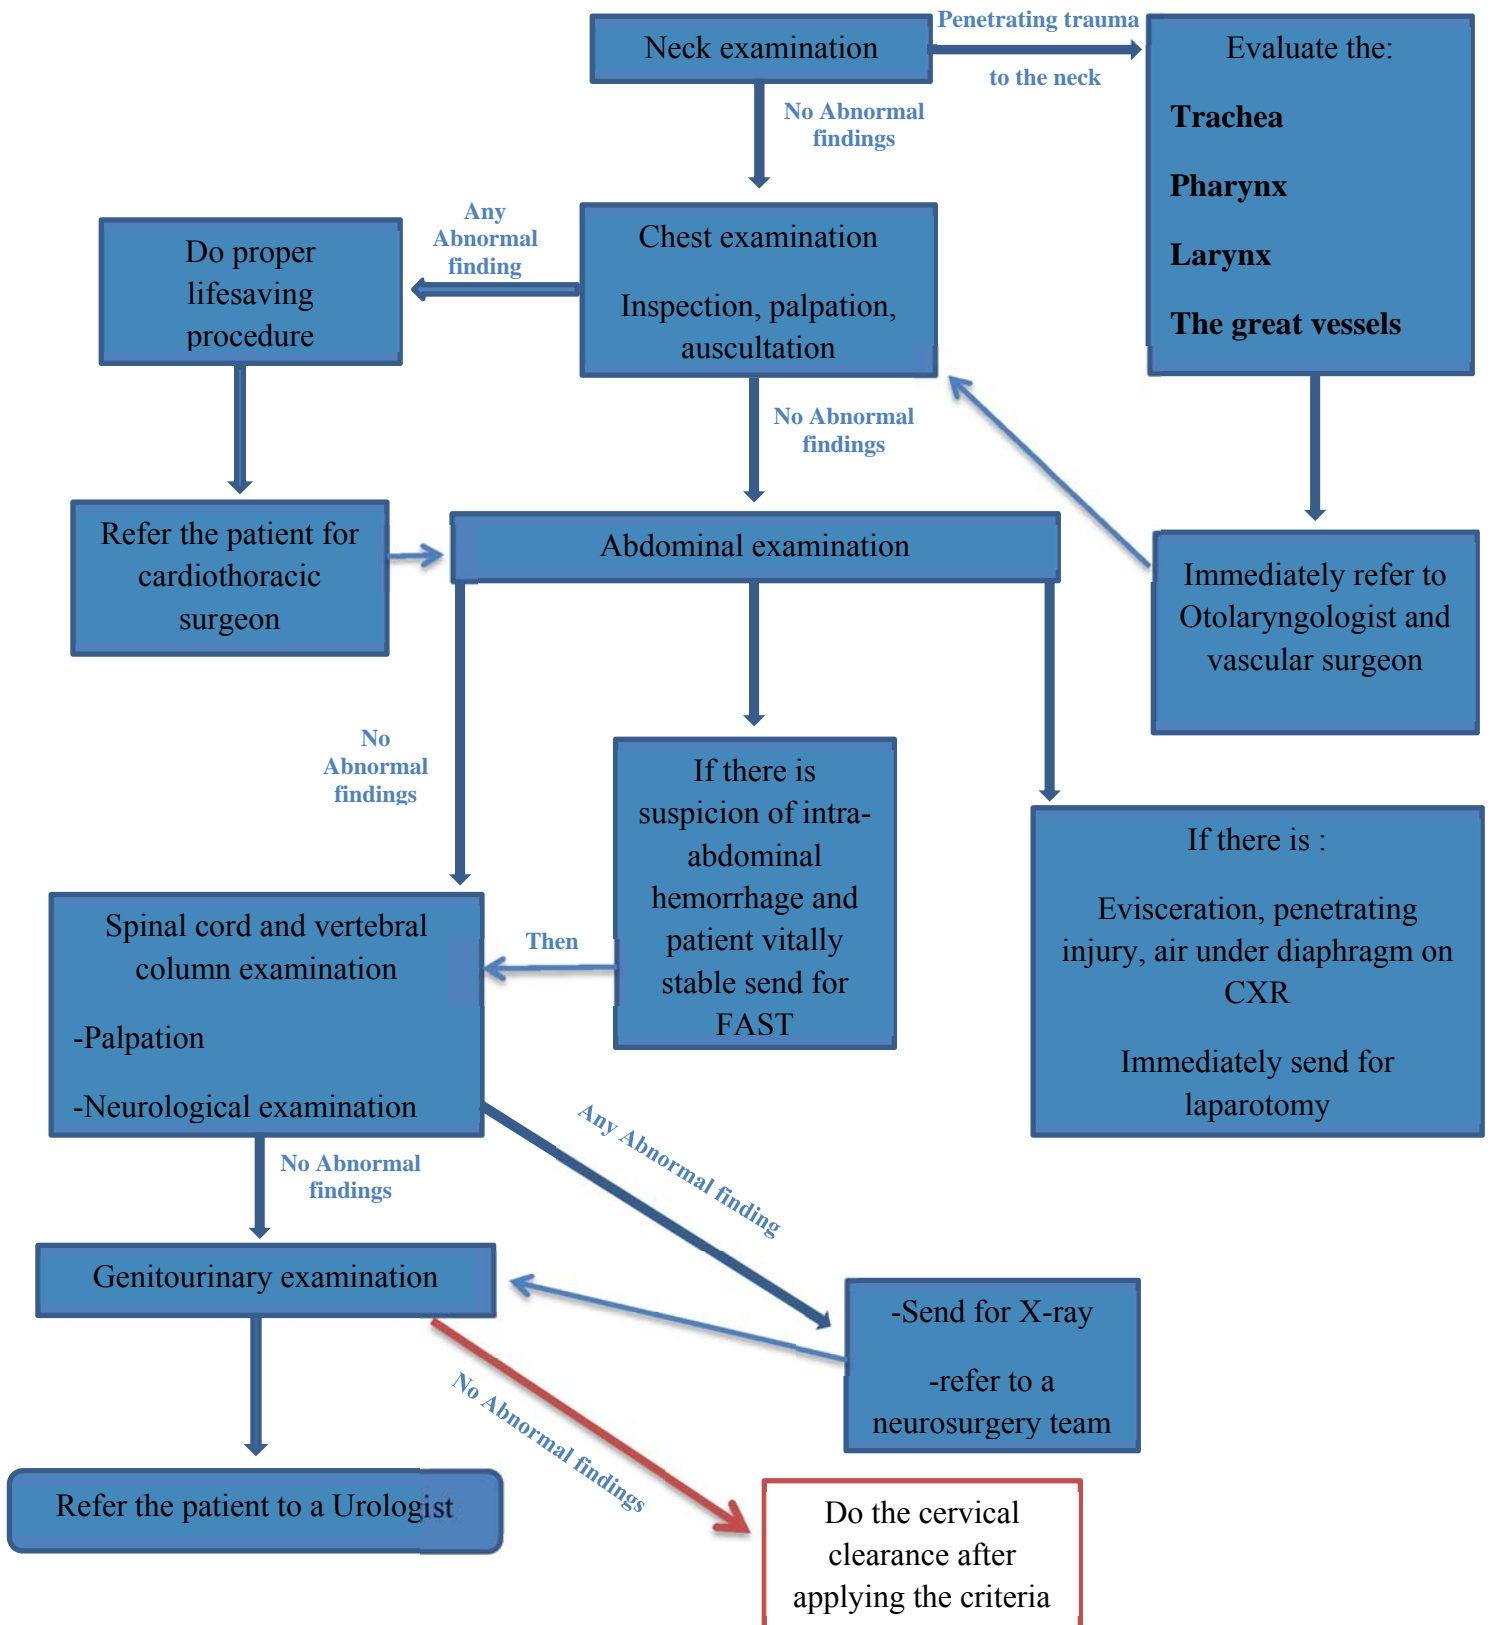 Neck examination
Penetrating trauma
to the neck
Evaluate the:
Trachea
Pharynx
Larynx
The great vessels
No Abnormal
findings
Chest examination
Inspection, palpation,
auscultation
Any
Abnormal
finding
Do proper
lifesaving
procedure
No Abnormal
findings
Refer the patient for
cardiothoracic
surgeon
Abdominal examination
Immediately refer to
Otolaryngologist and
vascular surgeon
No
Abnormal
findings
If there is
suspicion of intra-
abdominal
hemorrhage and
patient vitally
stable send for
FAST
If there is :
Evisceration, penetrating
injury, air under diaphragm on
CXR
Immediately send for
laparotomy
Then
Spinal cord and vertebral
column examination
-Palpation
-Neurological examination
Any Abnormal finding
No Abnormal
findings
Genitourinary examination
-Send for X-ray
-refer to a
neurosurgery team
No Abnormal findings
Refer the patient to a Urologist
Do the cervical
clearance after
applying the criteria